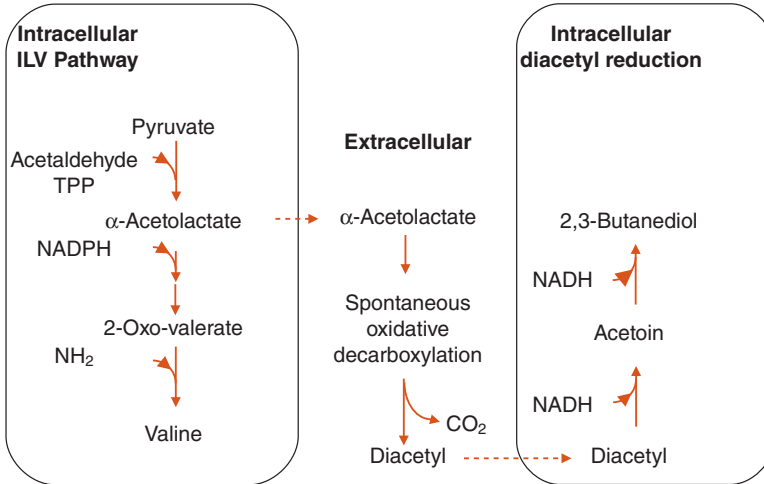 Intracellular
ILV Pathway
Pyruvate
Acetaldehyde
TPP
α-Acetolactate
NADPH
2-Oxo-valerate
NH₂
Valine
Extracellular
α-Acetolactate
Spontaneous
oxidative
decarboxylation
CO₂
Diacetyl
Intracellular
diacetyl reduction
2,3-Butanediol
NADH
Acetoin
NADH
Diacetyl